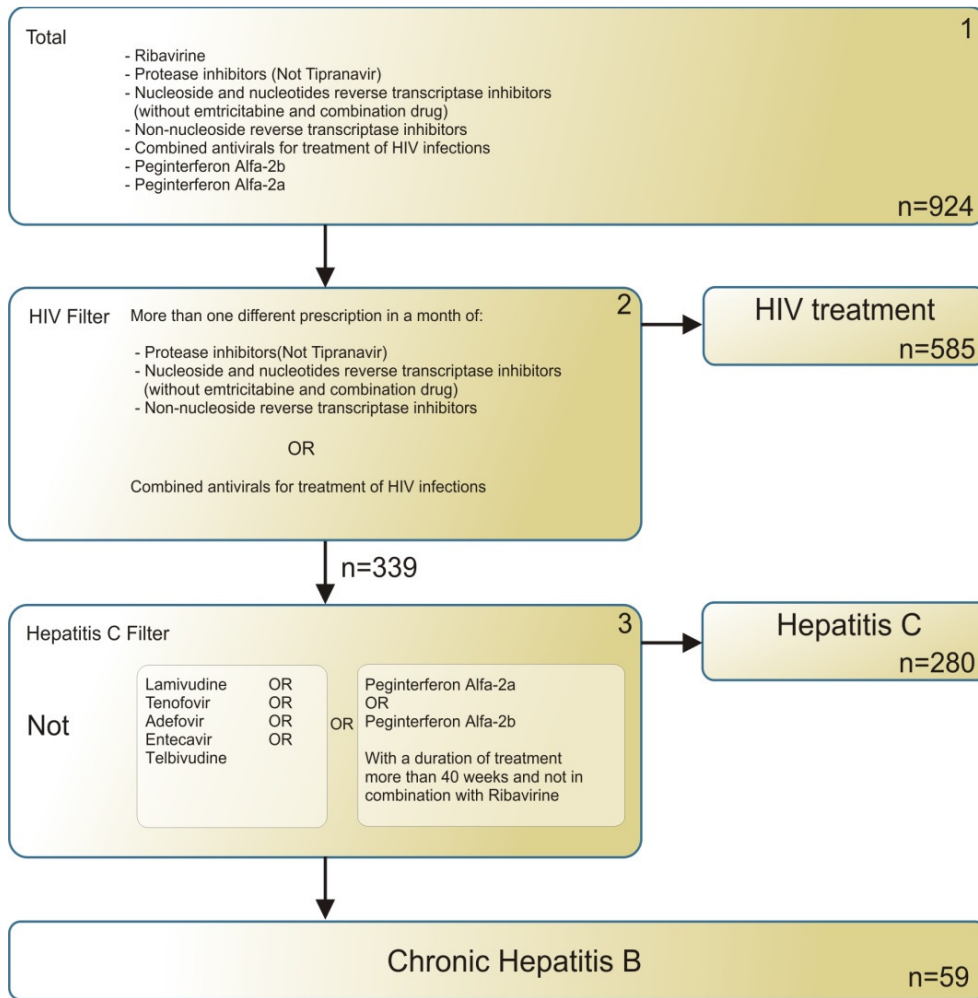 1
Total
- Ribavirine
- Protease inhibitors (Not Tipranavir)
- Nucleoside and nucleotides reverse transcriptase inhibitors
(without emtricitabine and combination drug)
- Non-nucleoside reverse transcriptase inhibitors
- Combined antivirals for treatment of HIV infections
- Peginterferon Alfa-2b
- Peginterferon Alfa-2a
n=924
2
HIV Filter More than one different prescription in a month of:
- Protease inhibitors(Not Tipranavir)
- Nucleoside and nucleotides reverse transcriptase inhibitors
(without emtricitabine and combination drug)
- Non-nucleoside reverse transcriptase inhibitors
OR
Combined antivirals for treatment of HIV infections
HIV treatment
n=585
n=339
3
Hepatitis C Filter
Not
Lamivudine OR
Tenofovir OR
Adefovir OR
Entecavir OR
Telbivudine
OR
Peginterferon Alfa-2a
OR
Peginterferon Alfa-2b
With a duration of treatment
more than 40 weeks and not in
combination with Ribavirine
Hepatitis C
n=280
Chronic Hepatitis B
n=59